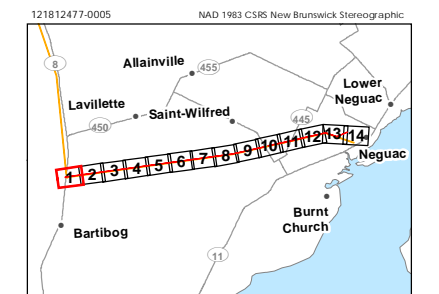 121812477-0005 NAD 1983 CSRS New Brunswick Stereographic
8
Allainville
455
Lower
Neguac
Lavillette
Saint-Wilfred
450
445
1 2 3 4 5 6 7 8 9 10 11 12 13 14
Neguac
Burnt
Church
Bartibog
11